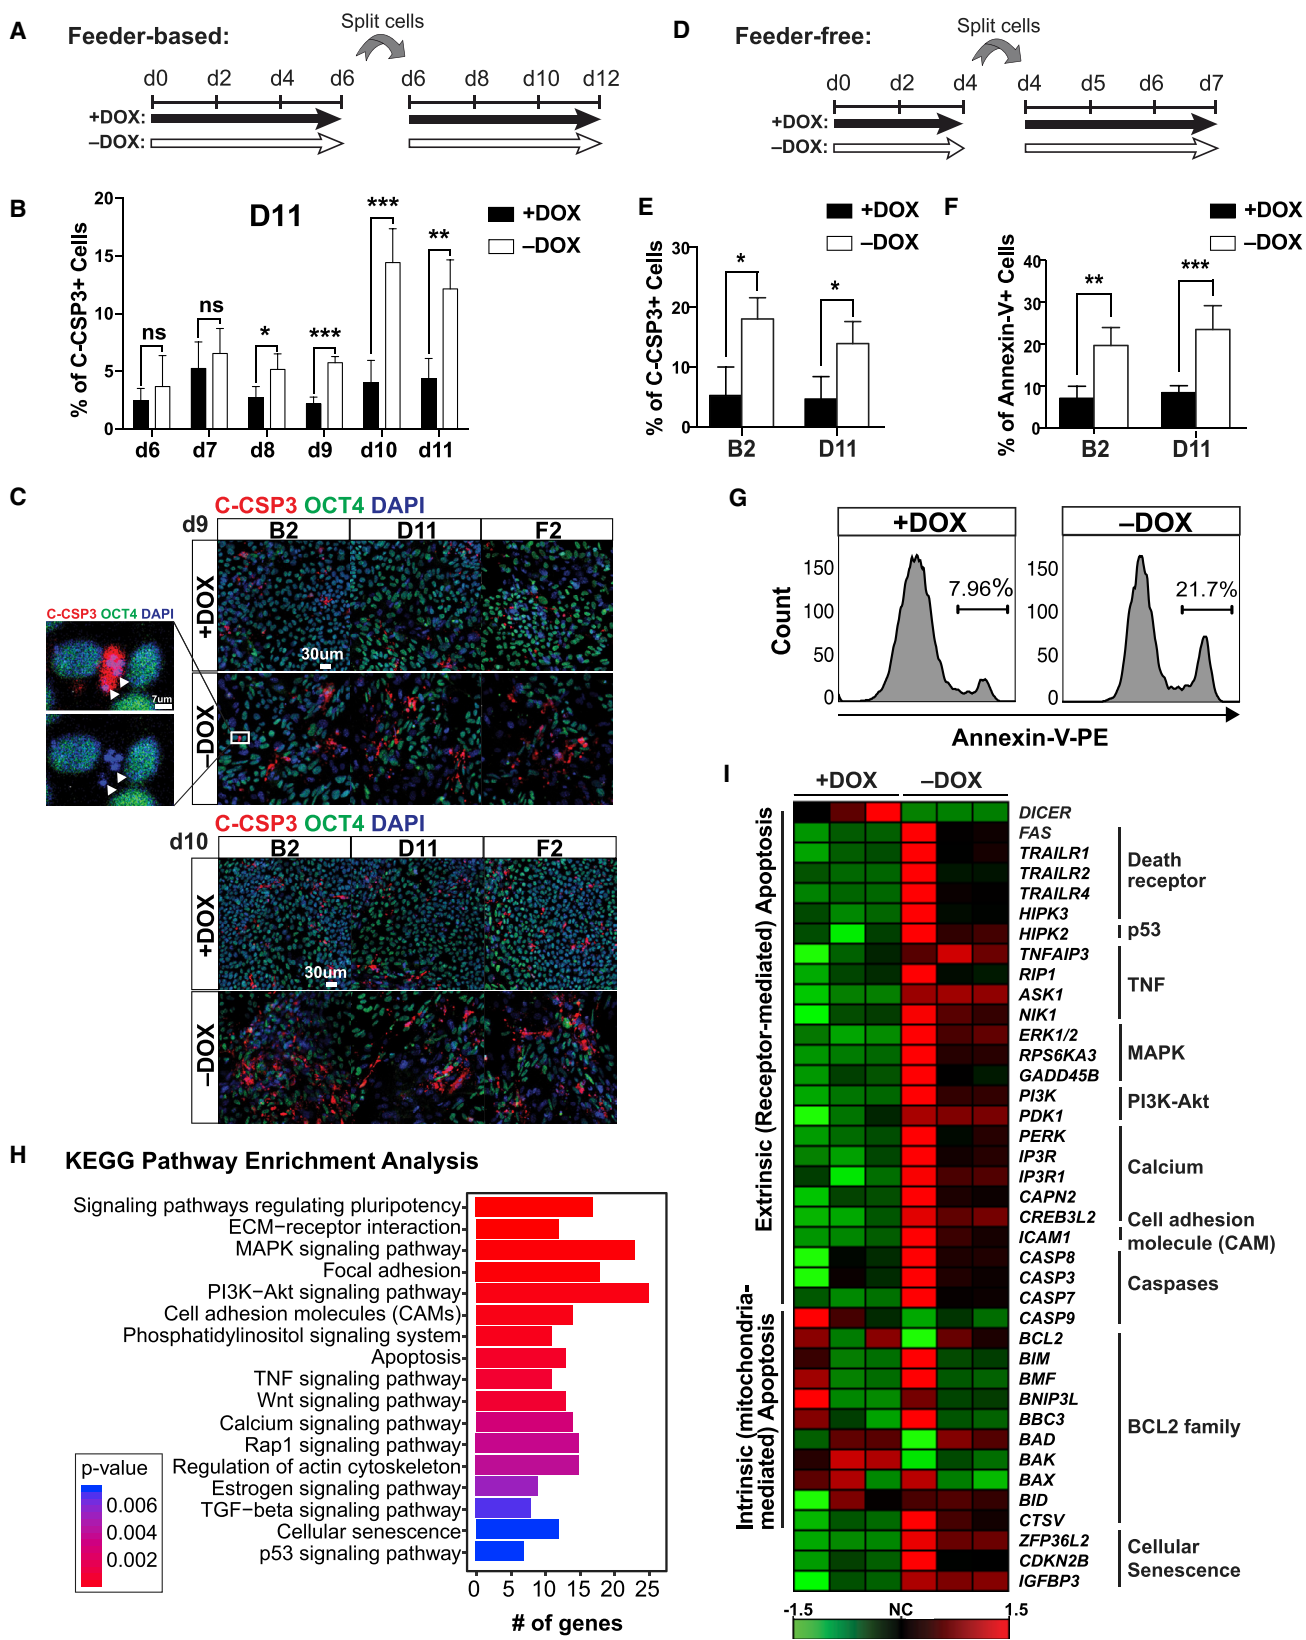 A
Feeder-based:
Split cells
d0 d2 d4 d6 d6 d8 d10 d12
+DOX:
–DOX:
D
Feeder-free:
Split cells
d0 d2 d4 d4 d5 d6 d7
+DOX:
–DOX:
B
D11
% of C-CSP3+ Cells
20
15
10
5
0
ns ns * *** *** **
d6 d7 d8 d9 d10 d11
+DOX
–DOX
E
% of C-CSP3+ Cells
30
20
10
0
* *
B2 D11
+DOX
–DOX
F
% of Annexin-V+ Cells
40
30
20
10
0
** ***
B2 D11
+DOX
–DOX
C
C-CSP3 OCT4 DAPI
d9
B2 D11 F2
+DOX
30um
–DOX
C-CSP3 OCT4 DAPI
7um
C-CSP3 OCT4 DAPI
d10
B2 D11 F2
+DOX
30um
–DOX
G
+DOX
–DOX
Count
150
100
50
0
7.96%
150
100
50
0
21.7%
Annexin-V-PE
H
KEGG Pathway Enrichment Analysis
Signaling pathways regulating pluripotency
ECM–receptor interaction
MAPK signaling pathway
Focal adhesion
PI3K–Akt signaling pathway
Cell adhesion molecules (CAMs)
Phosphatidylinositol signaling system
Apoptosis
TNF signaling pathway
Wnt signaling pathway
Calcium signaling pathway
Rap1 signaling pathway
Regulation of actin cytoskeleton
Estrogen signaling pathway
TGF–beta signaling pathway
Cellular senescence
p53 signaling pathway
0 5 10 15 20 25
# of genes
p-value
0.006
0.004
0.002
I
+DOX –DOX
Extrinsic (Receptor-mediated) Apoptosis
Intrinsic (mitochondria-
mediated) Apoptosis
DICER
FAS
TRAILR1
TRAILR2
TRAILR4
HIPK3
HIPK2
TNFAIP3
RIP1
ASK1
NIK1
ERK1/2
RPS6KA3
GADD45B
PI3K
PDK1
PERK
IP3R
IP3R1
CAPN2
CREB3L2
ICAM1
CASP8
CASP3
CASP7
CASP9
BCL2
BIM
BMF
BNIP3L
BBC3
BAD
BAK
BAX
BID
CTSV
ZFP36L2
CDKN2B
IGFBP3
Death
receptor
p53
TNF
MAPK
PI3K-Akt
Calcium
Cell adhesion
molecule (CAM)
Caspases
BCL2 family
Cellular
Senescence
-1.5 NC 1.5